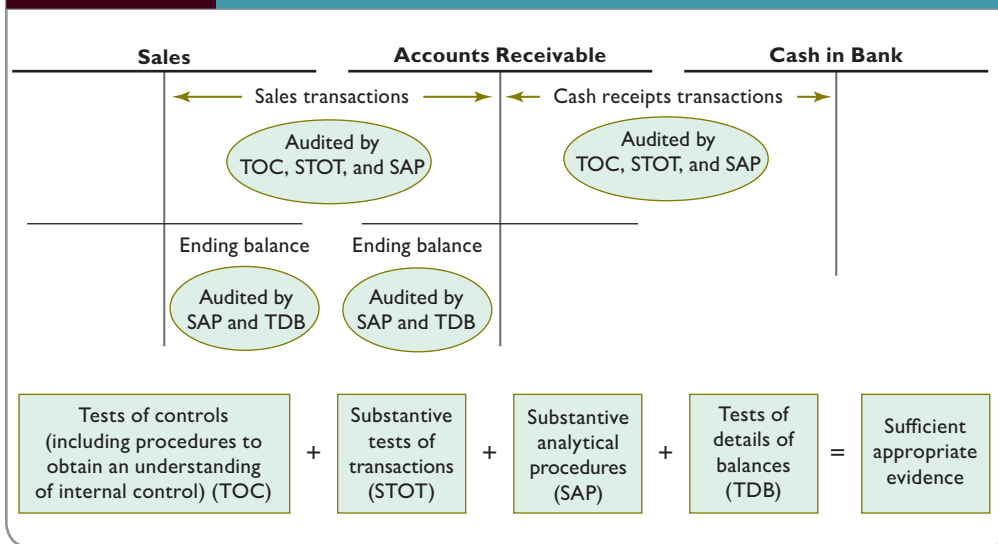 Sales
Accounts Receivable
Cash in Bank
Sales transactions
Cash receipts transactions
Audited by
TOC, STOT, and SAP
Audited by
TOC, STOT, and SAP
Ending balance
Ending balance
Audited by
SAP and TDB
Audited by
SAP and TDB
Tests of controls
(including procedures to
obtain an understanding
of internal control) (TOC)
+
Substantive
tests of
transactions
(STOT)
+
Substantive
analytical
procedures
(SAP)
+
Tests of
details of
balances
(TDB)
=
Sufficient
appropriate
evidence